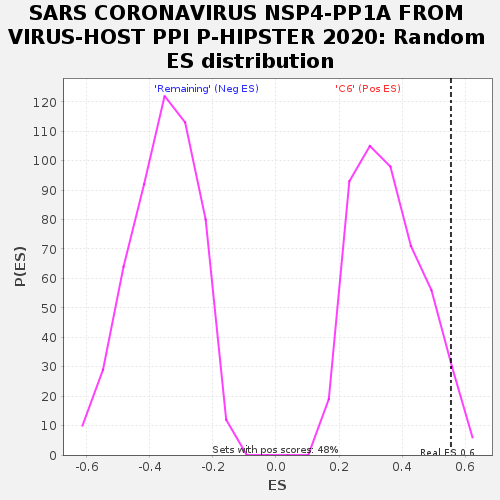 SARS CORONAVIRUS NSP4-PP1A FROM
VIRUS-HOST PPI P-HIPSTER 2020: Random
ES distribution
'Remaining' (Neg ES)
'C6' (Pos ES)
P(ES)
120
110
100
90
80
70
60
50
40
30
20
10
0
Sets with pos scores: 48%
Real ES 0.6
-0.6
-0.4
-0.2
0.0
0.2
0.4
0.6
ES